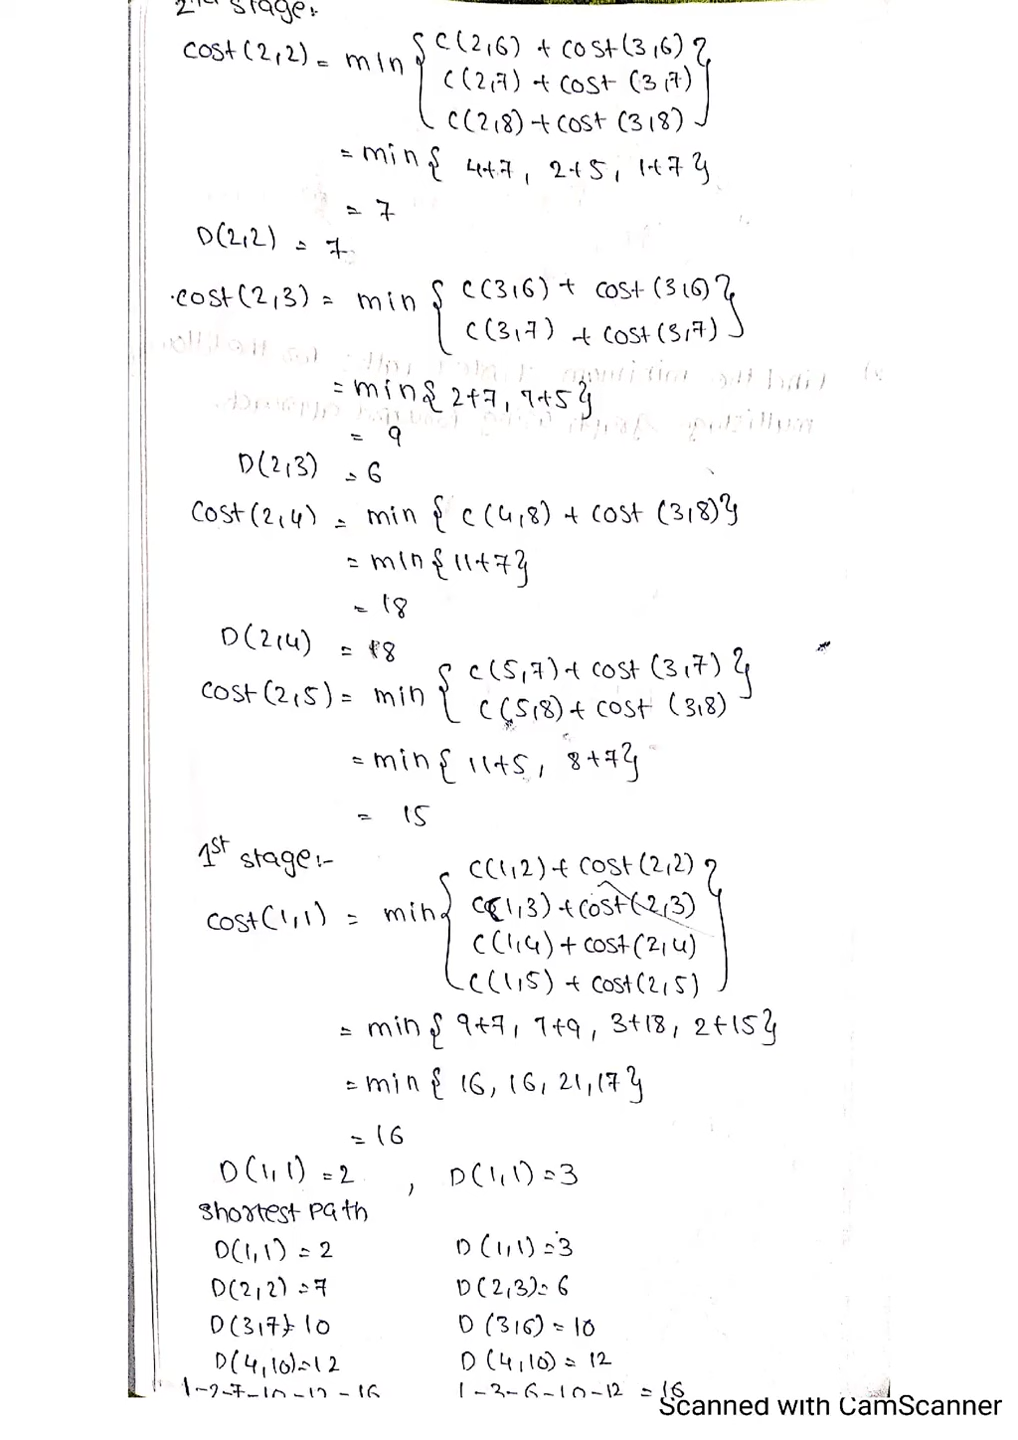 2nd stage:
cost(2,2) = min { c(2,6) + cost(3,6) }
c(2,7) + cost (3,7)
c(2,8) + cost (3,8)
= min { 4+7, 2+5, 1+7 }
= 7
D(2,2) = 7
cost(2,3) = min { c(3,6) + cost (3,6) }
c(3,7) + cost(3,7)
= min { 2+7, 7+5 }
= 9
D(2,3) = 6
Cost(2,4) = min { c(4,8) + cost (3,8) }
= min { 11+7 }
= 18
D(2,4) = 18
cost(2,5) = min { c(5,7) + cost (3,7) }
c(5,8) + cost (3,8)
= min { 11+5, 8+7 }
= 15
1st stage:-
cost(1,1) = min { c(1,2) + cost(2,2) }
c(1,3) + cost(2,3)
c(1,4) + cost(2,4)
c(1,5) + cost(2,5)
= min { 9+7, 7+9, 3+18, 2+15 }
= min { 16, 16, 21, 17 }
= 16
D(1,1) = 2 , D(1,1) = 3
shortest path
D(1,1) = 2 D(1,1) = 3
D(2,2) = 7 D(2,3) = 6
D(3,7) = 10 D(3,6) = 10
D(4,10) = 12 D(4,10) = 12
1-2-7-10-12 - 16 1-3-6-10-12 = 16
Scanned with CamScanner